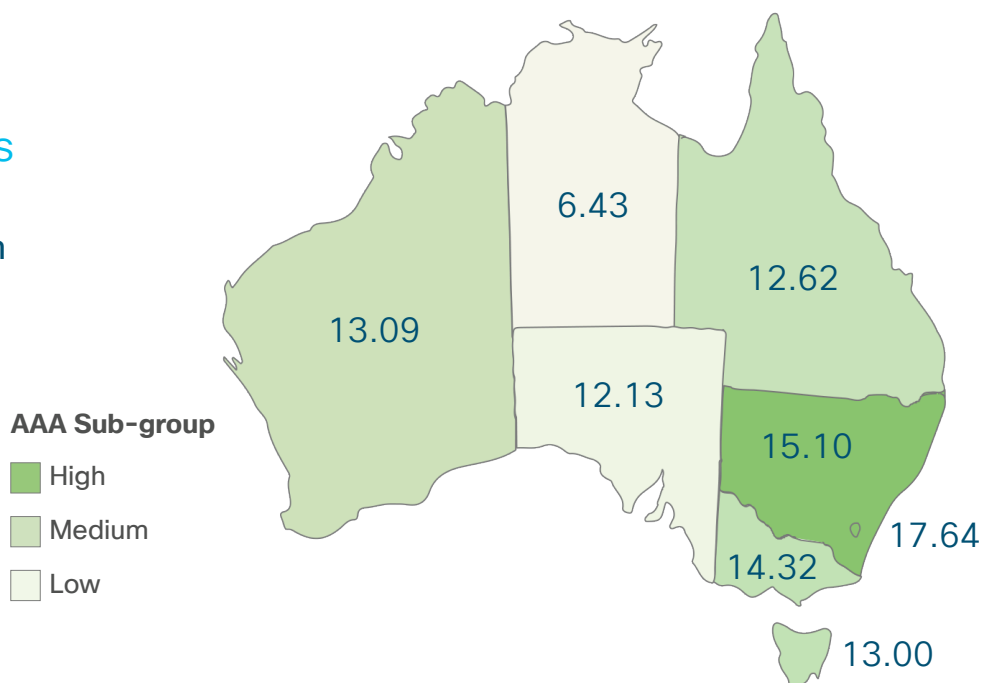 s
n
6.43
12.62
13.09
12.13
AAA Sub-group
15.10
High
Medium
17.64
14.32
Low
13.00